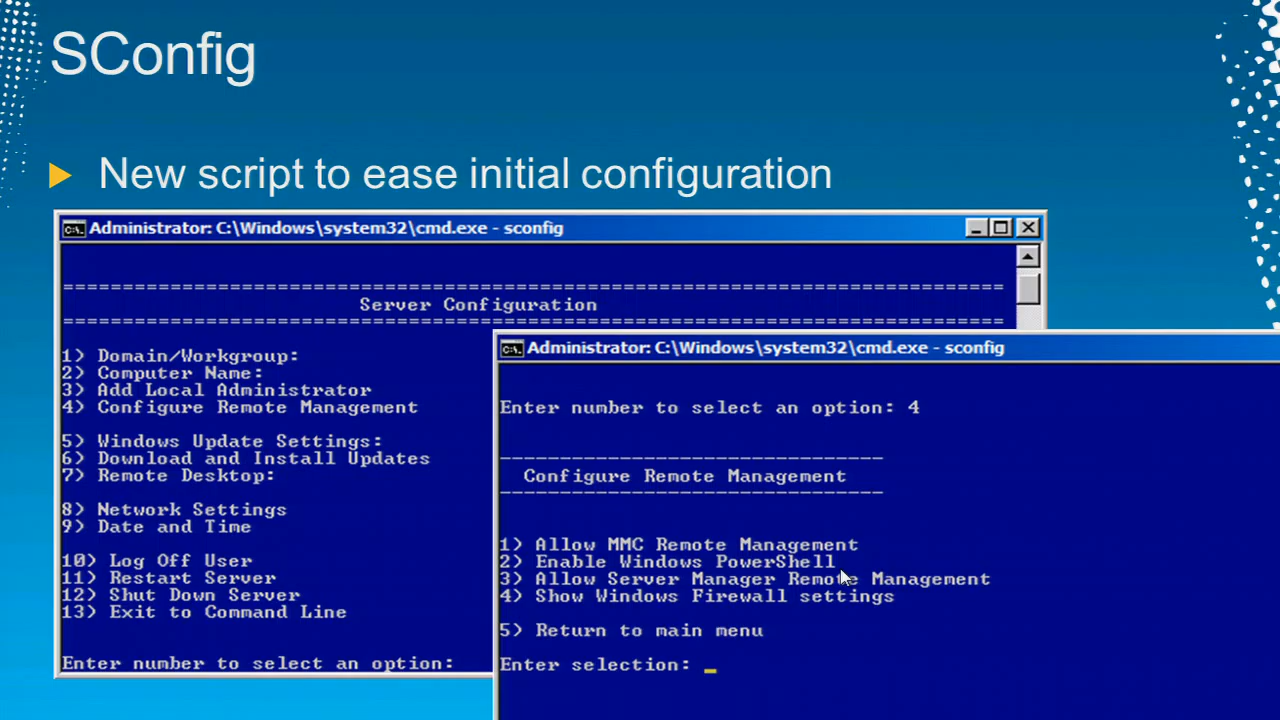 SConfig
New script to ease initial configuration
Administrator: C:\Windows\system32\cmd.exe - sconfig
===============================================================================
Server Configuration
===============================================================================
1) Domain/Workgroup:
2) Computer Name:
3) Add Local Administrator
4) Configure Remote Management
5) Windows Update Settings:
6) Download and Install Updates
7) Remote Desktop:
8) Network Settings
9) Date and Time
10) Log Off User
11) Restart Server
12) Shut Down Server
13) Exit to Command Line
Enter number to select an option:
Administrator: C:\Windows\system32\cmd.exe - sconfig
Enter number to select an option: 4
--------------------------------
Configure Remote Management
--------------------------------
1) Allow MMC Remote Management
2) Enable Windows PowerShell
3) Allow Server Manager Remote Management
4) Show Windows Firewall settings
5) Return to main menu
Enter selection: _